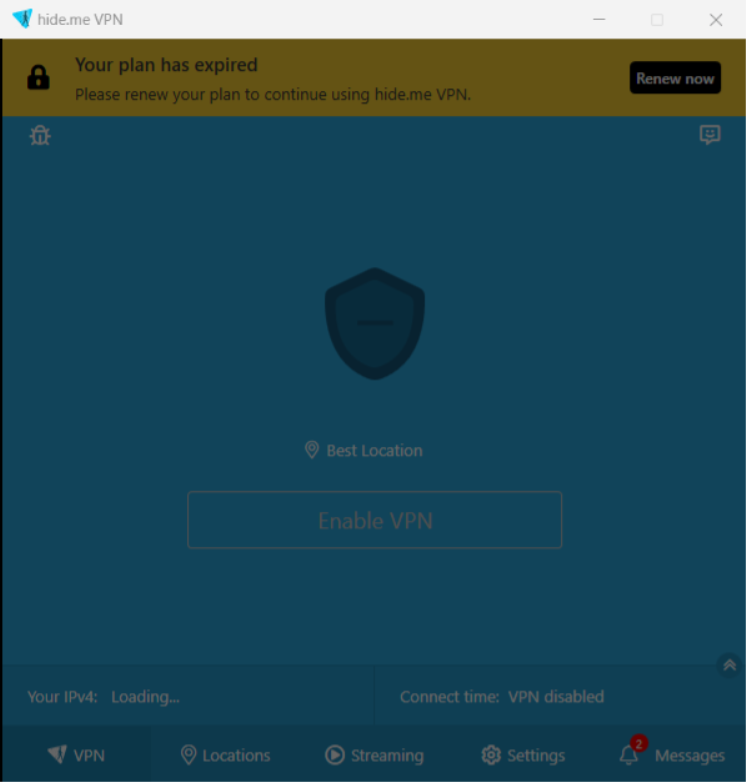 hide.me VPN
Your plan has expired
Please renew your plan to continue using hide.me VPN.
Renew now
Best Location
Enable VPN
Your IPv4: Loading...
Connect time: VPN disabled
VPN
Locations
Streaming
Settings
2
Messages